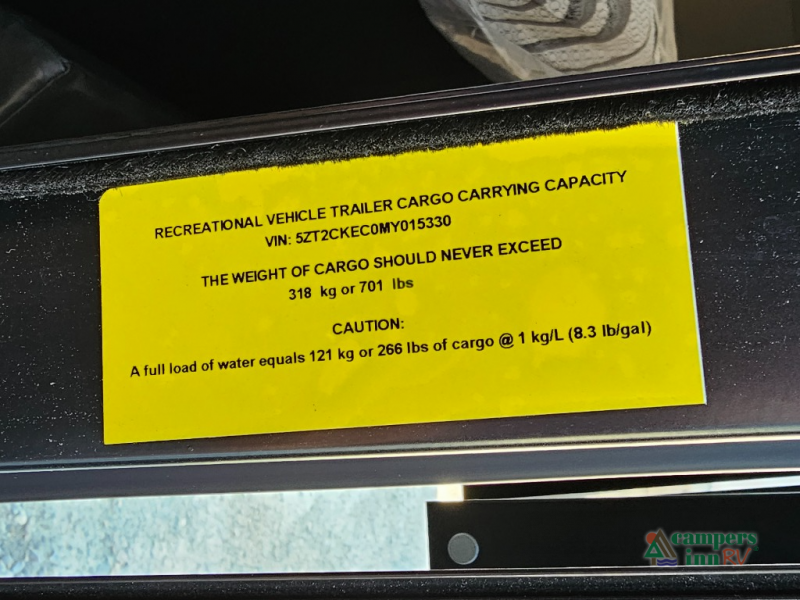 RECREATIONAL VEHICLE TRAILER CARGO CARRYING CAPACITY
VIN: 5ZT2CKEC0MY015330
THE WEIGHT OF CARGO SHOULD NEVER EXCEED
318 kg or 701 lbs
CAUTION:
A full load of water equals 121 kg or 266 lbs of cargo @ 1 kg/L (8.3 lb/gal)
campers
inn RV